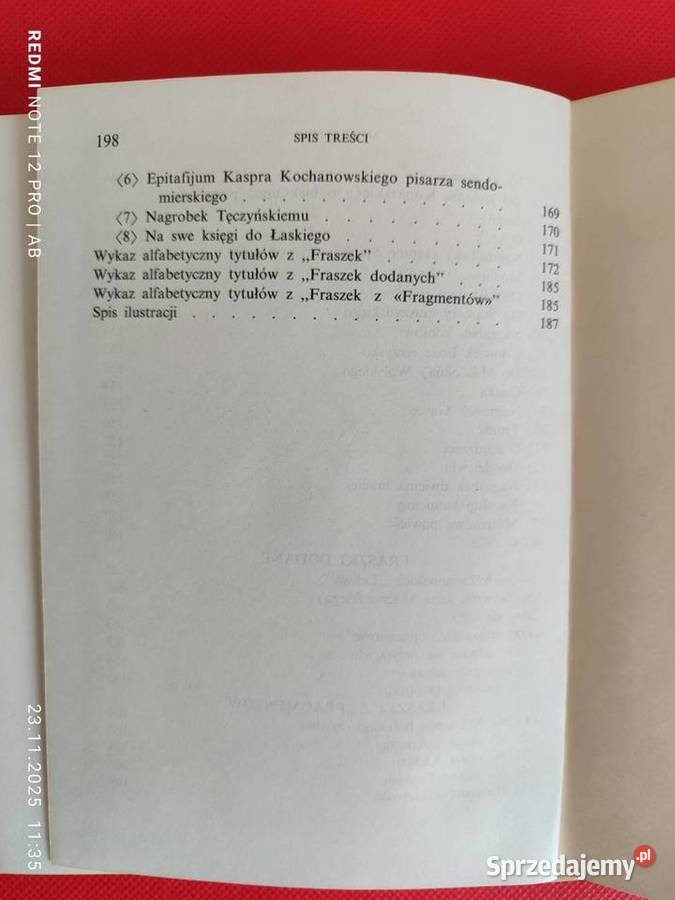 198 SPIS TREŚCI
⟨6⟩ Epitafijum Kaspra Kochanowskiego pisarza sendo-
mierskiego . . . . . . . . . . . . . 169
⟨7⟩ Nagrobek Tęczyńskiemu . . . . . . . . 170
⟨8⟩ Na swe księgi do Łaskiego . . . . . . . 171
Wykaz alfabetyczny tytułów z ,,Fraszek” . . . . . 172
Wykaz alfabetyczny tytułów z ,,Fraszek dodanych” . . . 185
Wykaz alfabetyczny tytułów z ,,Fraszek z «Fragmentów»” 185
Spis ilustracji . . . . . . . . . . . . . . . 187
FRASZKI DODANE
REDMI NOTE 12 PRO | AB
23.11.2025 11:35
Sprzedajemy.pl